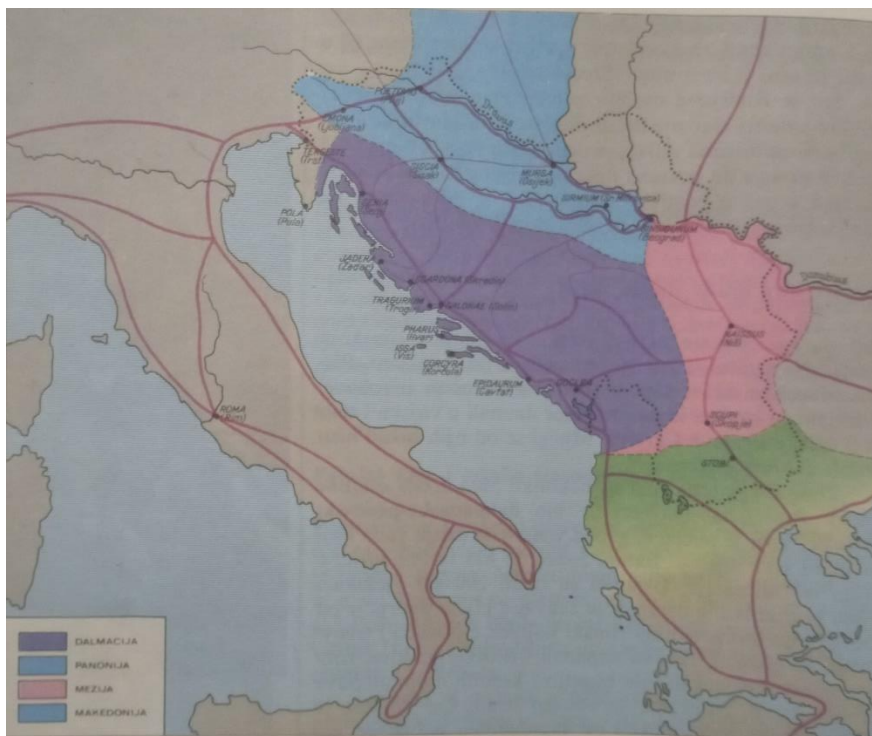 POETOVIO
EMONA
(Ljubljana)
Drauus
TERGESTE
(Trst)
SISCIA
(Sisak)
MURSA
(Osijek)
SIRMIUM
SENIA
(Senj)
POLA
(Pula)
(Beograd)
JADERA
(Zadar)
SCARDONA (Skradin)
TRAGURIUM
(Trogir)
SALONAE (Solin)
PHARUS
(Hvar)
ISSA
(Vis)
CORCYRA
(Korčula)
EPIDAURUM
(Cavtat)
NAISSUS
(Niš)
SCUPI
(Skopje)
STOBI
ROMA
(Rim)
DALMACIJA
PANONIJA
MEZIJA
MAKEDONIJA